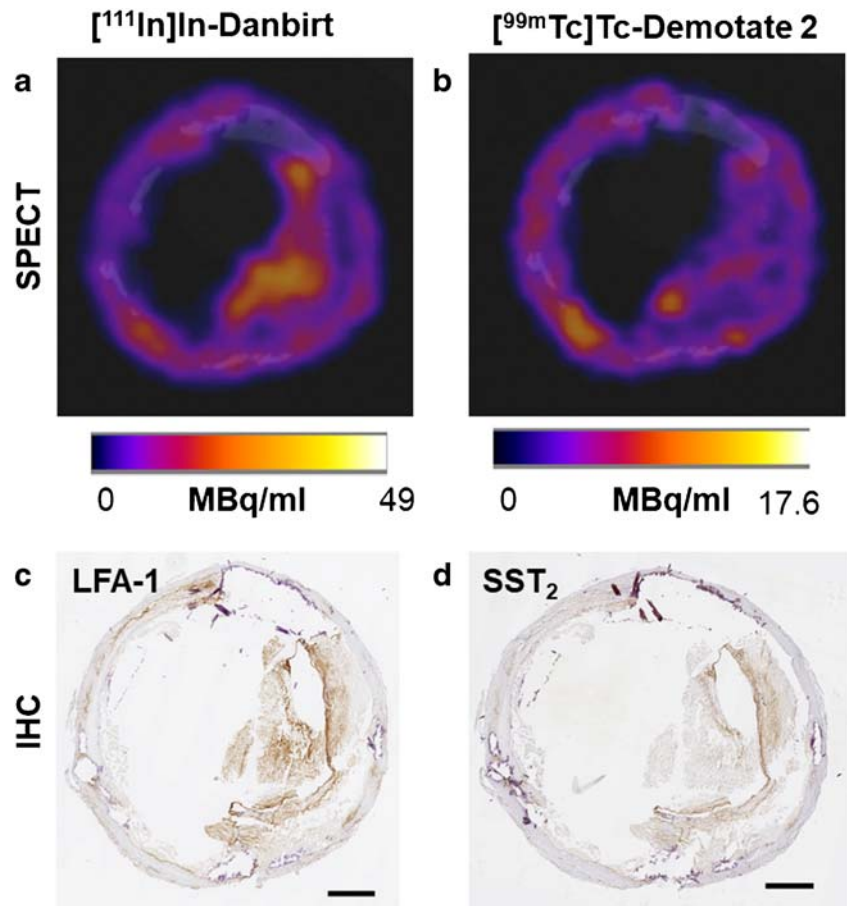 [¹¹¹In]In-Danbirt
[⁹⁹ᵐTc]Tc-Demotate 2
a
b
SPECT
0 MBq/ml 49
0 MBq/ml 17.6
c LFA-1
d SST₂
IHC